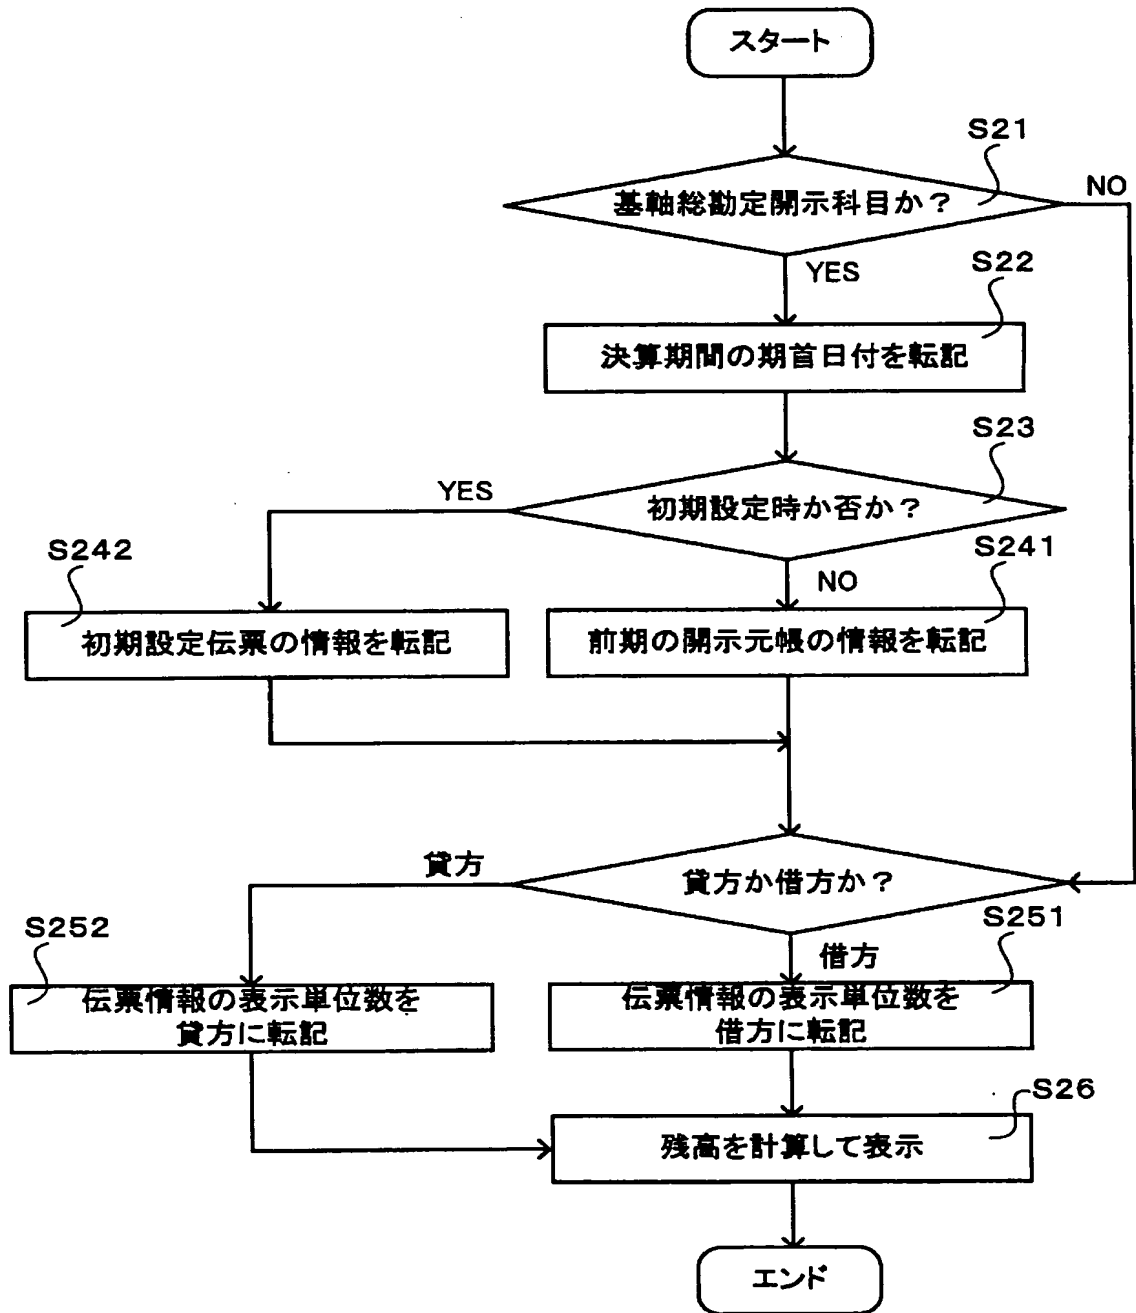 スタート
S21
基軸総勘定開示科目か？
NO
YES
S22
決算期間の期首日付を転記
S23
YES
初期設定時か否か？
S242
S241
NO
初期設定伝票の情報を転記
前期の開示元帳の情報を転記
貸方
貸方か借方か？
S252
S251
借方
伝票情報の表示単位数を
貸方に転記
伝票情報の表示単位数を
借方に転記
S26
残高を計算して表示
エンド